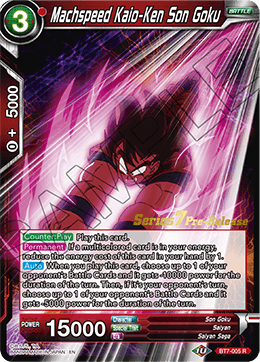 3
Machspeed Kaio-Ken Son Goku
BATTLE
+ 5000
SAMPLE
Series 7 Pre-Release
Counter:Play Play this card.
Permanent If a multicolored card is in your energy,
reduce the energy cost of this card in your hand by 1.
Auto When you play this card, choose up to 1 of your
opponent's Battle Cards and it gets -10000 power for the
duration of the turn. Then, if it's your opponent's turn,
choose up to 1 of your opponent's Battle Cards and it
gets -5000 power for the duration of the turn.
POWER
15000
Character Son Goku
Special Trait Saiyan
Era Saiyan Saga
BT7-005 R